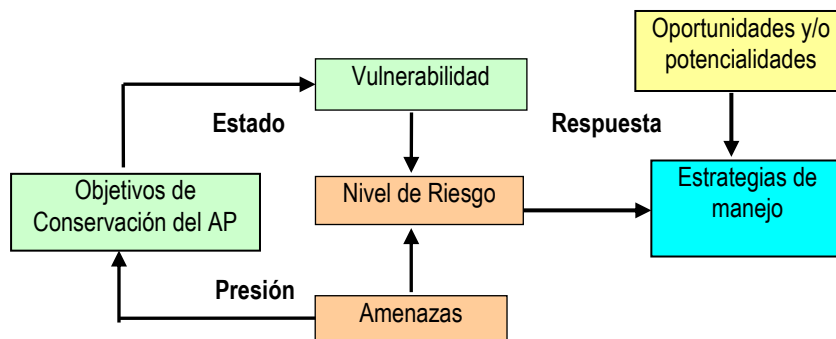 Oportunidades y/o
potencialidades
Vulnerabilidad
Estado
Respuesta
Objetivos de
Conservación del AP
Nivel de Riesgo
Estrategias de
manejo
Presión
Amenazas